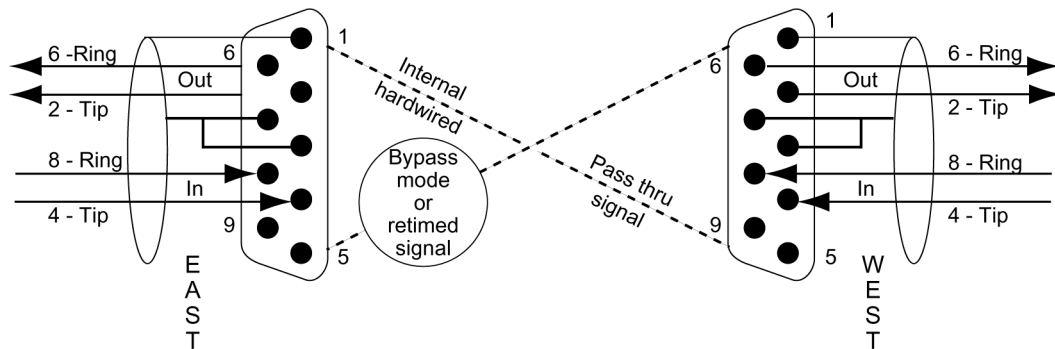 6 -Ring
Out
2 - Tip
8 - Ring
In
4 - Tip
6
1
9
5
EAST
Internal
hardwired
Bypass
mode
or
retimed
signal
Pass thru
signal
1
6
9
5
6 - Ring
Out
2 - Tip
8 - Ring
In
4 - Tip
WEST